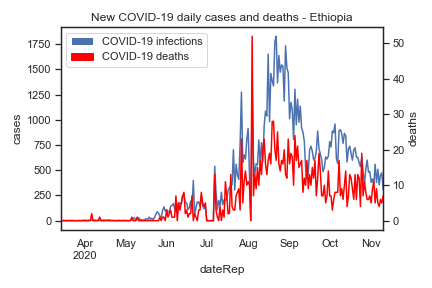 New COVID-19 daily cases and deaths - Ethiopia
COVID-19 infections
COVID-19 deaths
cases
1750
1500
1250
1000
750
500
250
0
deaths
50
40
30
20
10
0
Apr
2020
May
Jun
Jul
Aug
Sep
Oct
Nov
dateRep